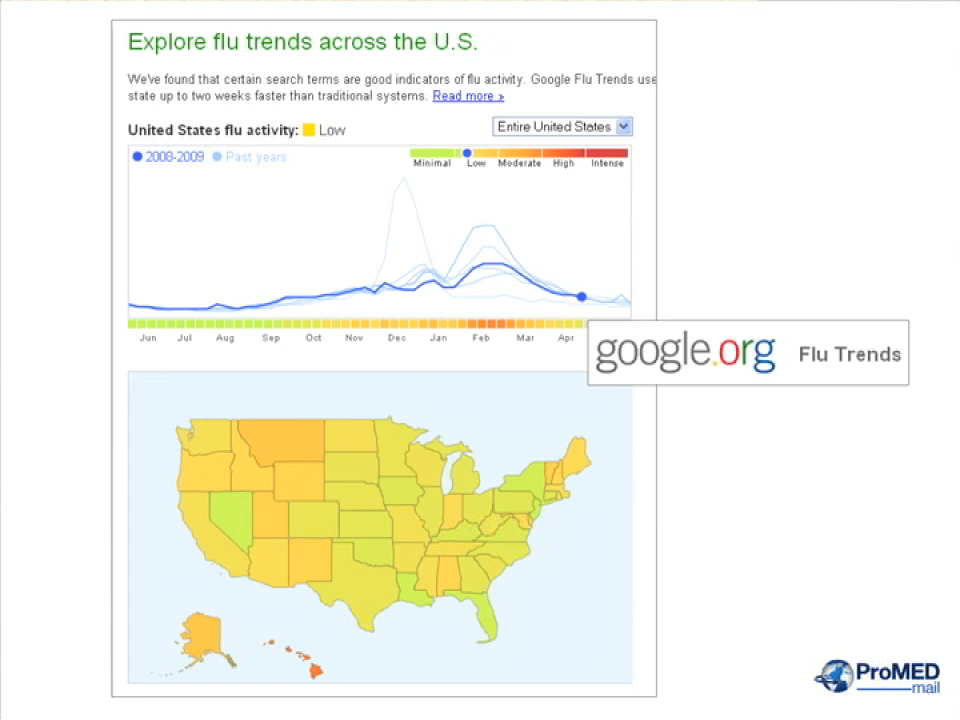 Explore flu trends across the U.S.
We've found that certain search terms are good indicators of flu activity. Google Flu Trends use
state up to two weeks faster than traditional systems. Read more »
United States flu activity: Low
Entire United States
2008-2009 Past years
Minimal Low Moderate High Intense
Jun Jul Aug Sep Oct Nov Dec Jan Feb Mar Apr
google.org Flu Trends
ProMED
mail